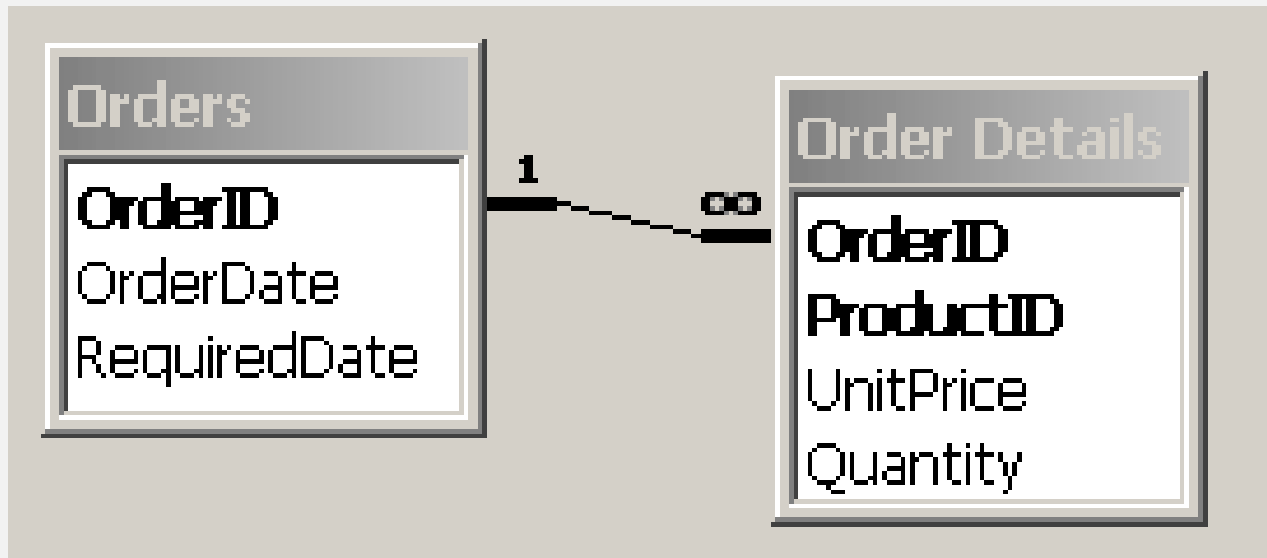 Orders
OrderID
OrderDate
RequiredDate
1
∞
Order Details
OrderID
ProductID
UnitPrice
Quantity